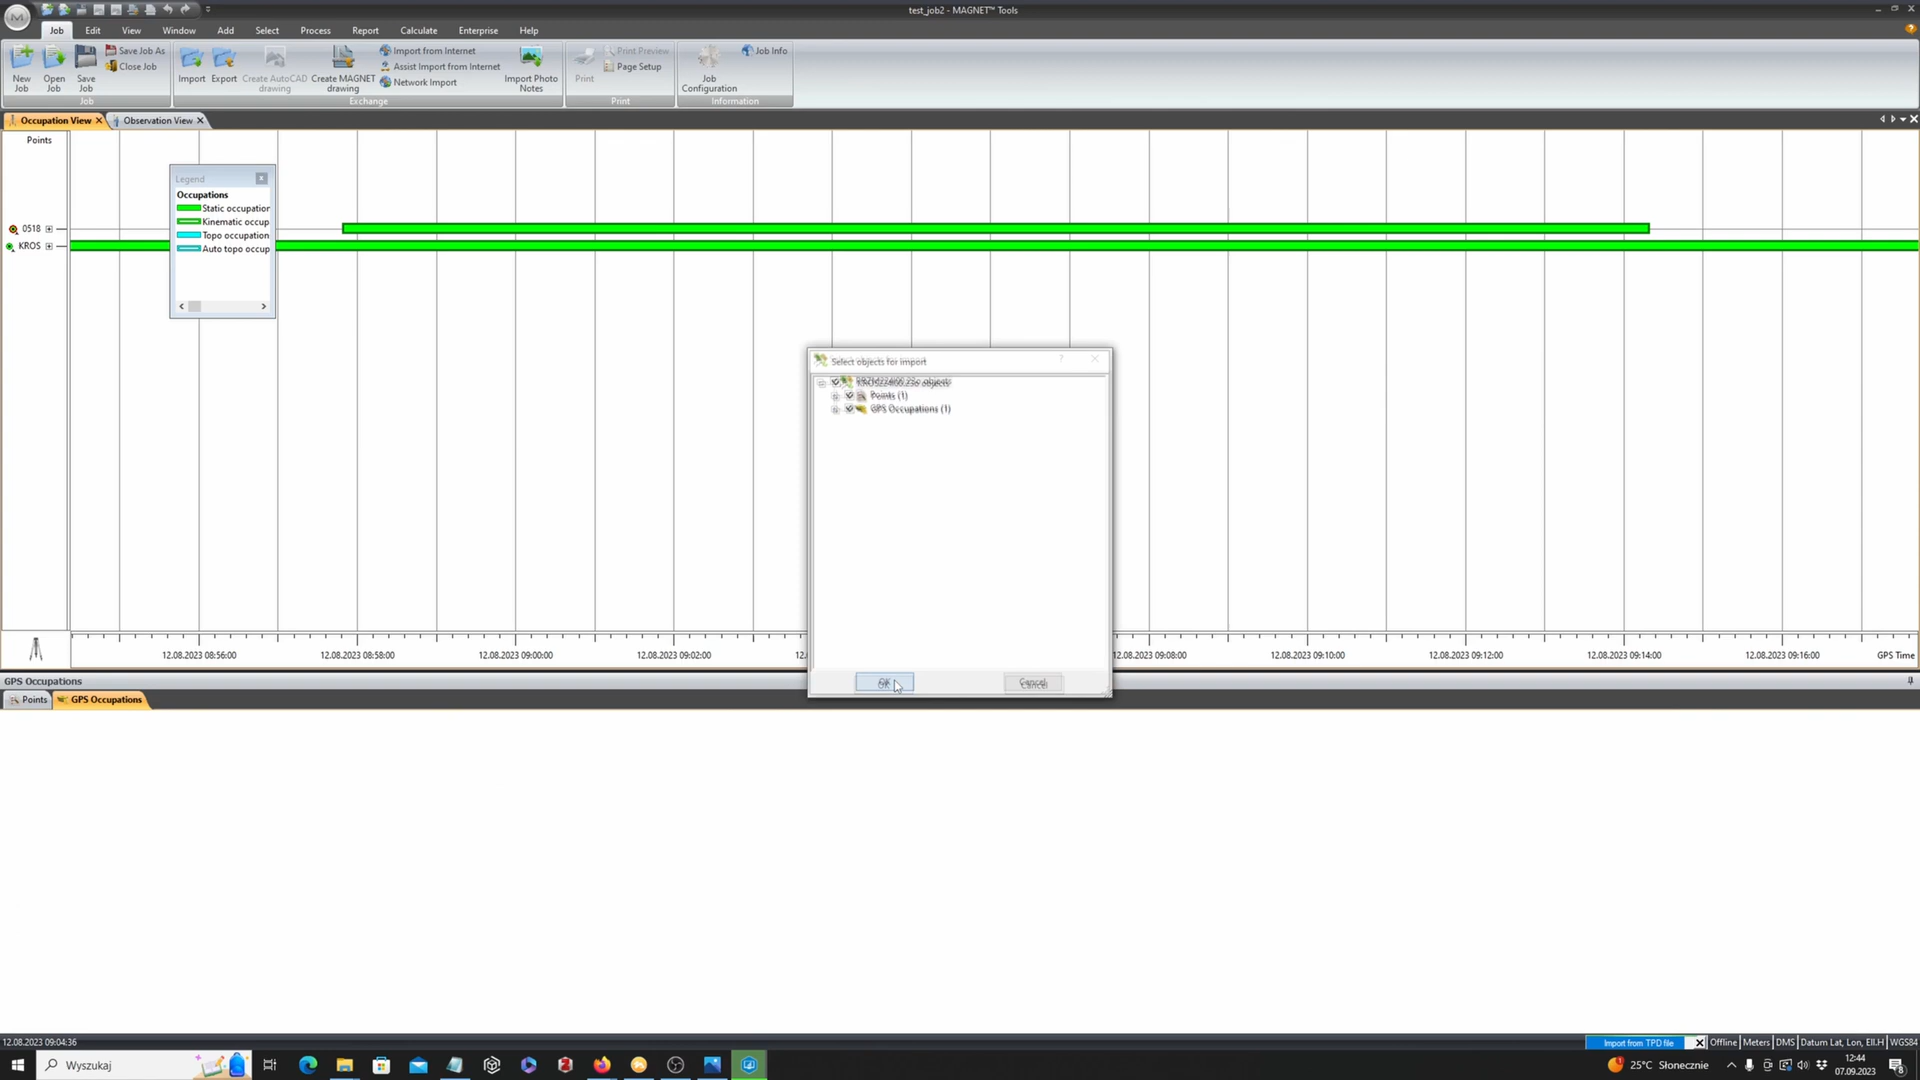 test_job2 - MAGNET™ Tools
Job Edit View Window Add Select Process Report Calculate Enterprise Help
New Job
Open Job
Save Job
Save Job As
Close Job
Job
Import
Export
Create AutoCAD drawing
Create MAGNET drawing
Import from Internet
Assist Import from Internet
Network Import
Import Photo Notes
Exchange
Print
Print Preview
Page Setup
Print
Job Configuration
Job Info
Information
Occupation View Observation View
Points
Legend
Occupations
Static occupation
Kinematic occup
Topo occupation
Auto topo occup
0518
KROS
Select objects for import
Points (1)
GPS Occupations (1)
OK Cancel
12.08.2023 08:56:00 12.08.2023 08:58:00 12.08.2023 09:00:00 12.08.2023 09:02:00 12. 12.08.2023 09:08:00 12.08.2023 09:10:00 12.08.2023 09:12:00 12.08.2023 09:14:00 12.08.2023 09:16:00 GPS Time
GPS Occupations
Points GPS Occupations
12.08.2023 09:04:36
Import from TPD file Offline Meters DMS Datum Lat, Lon, Ell.H WGS84
Wyszukaj
25°C Słonecznie
12:44
07.09.2023